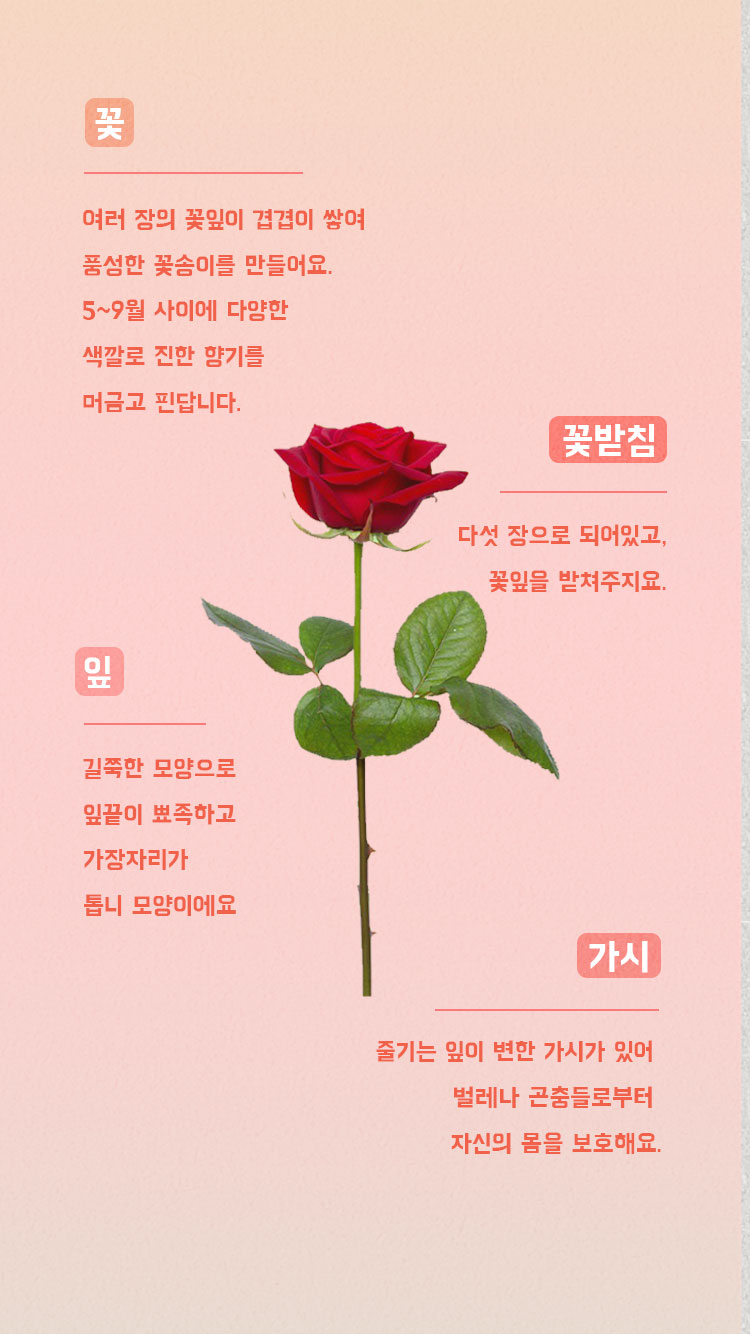 꽃
여러 장의 꽃잎이 겹겹이 쌓여
풍성한 꽃송이를 만들어요.
5~9월 사이에 다양한
색깔로 진한 향기를
머금고 핀답니다.
꽃받침
다섯 장으로 되어있고,
꽃잎을 받쳐주지요.
잎
길쭉한 모양으로
잎끝이 뾰족하고
가장자리가
톱니 모양이에요
가시
줄기는 잎이 변한 가시가 있어
벌레나 곤충들로부터
자신의 몸을 보호해요.